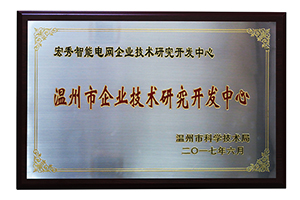 宏秀智能电网企业技术研究开发中心
温州市企业技术研究开发中心
温州市科学技术局
二〇一七年六月